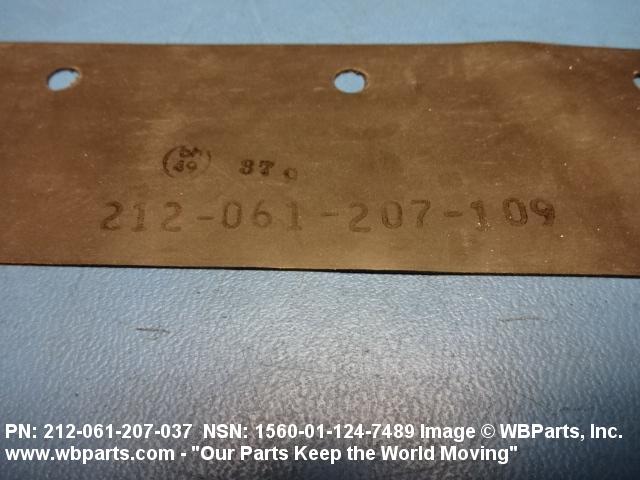 370
212-061-207-109
PN: 212-061-207-037 NSN: 1560-01-124-7489 Image © WBParts, Inc.
www.wbparts.com - "Our Parts Keep the World Moving"